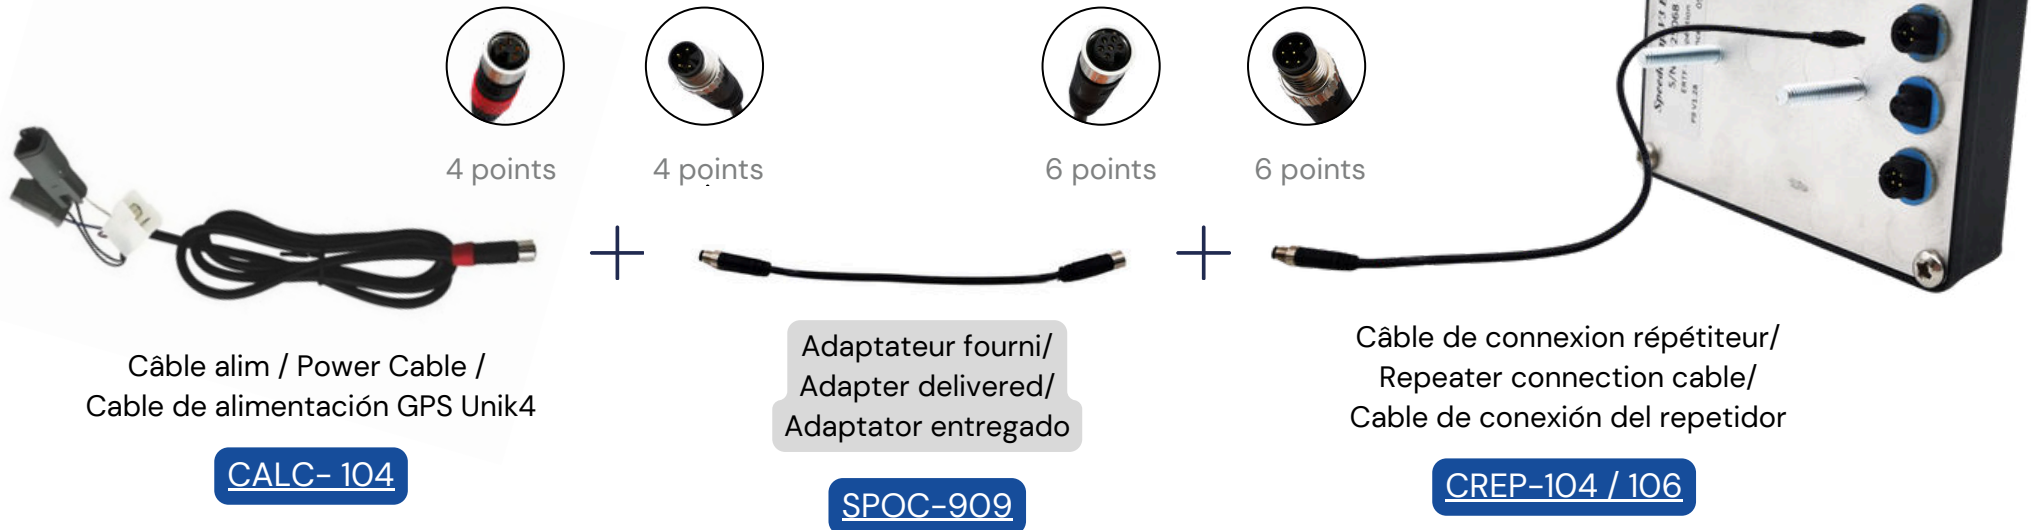 4 points
4 points
6 points
6 points
Câble alim / Power Cable /
Cable de alimentación GPS Unik4
CALC- 104
Adaptateur fourni/
Adapter delivered/
Adaptator entregado
SPOC-909
Câble de connexion répétiteur/
Repeater connection cable/
Cable de conexión del repetidor
CREP-104 / 106